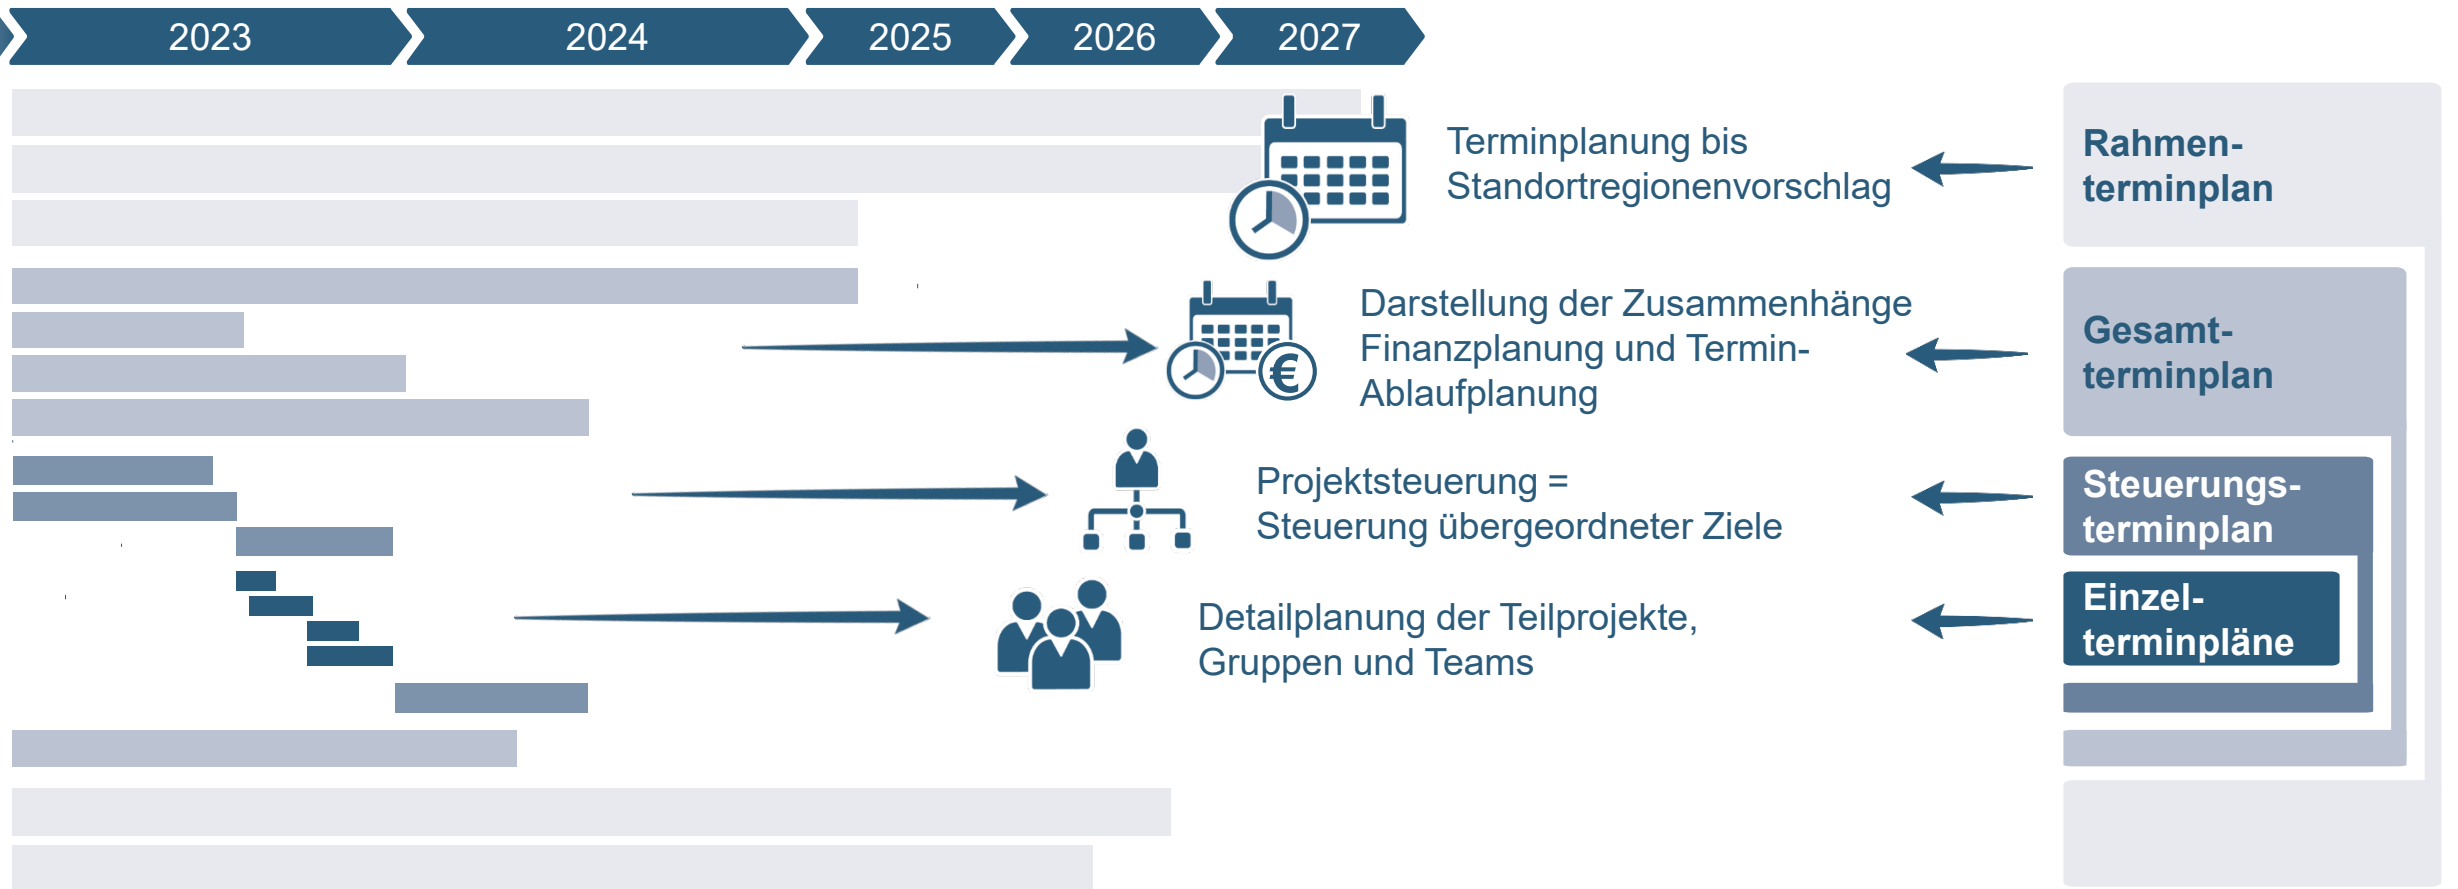 2023 2024 2025 2026 2027
Terminplanung bis
Standortregionenvorschlag
Rahmen-
terminplan
Darstellung der Zusammenhänge
Finanzplanung und Termin-
Ablaufplanung
€
Gesamt-
terminplan
Projektsteuerung =
Steuerung übergeordneter Ziele
Steuerungs-
terminplan
Detailplanung der Teilprojekte,
Gruppen und Teams
Einzel-
terminpläne